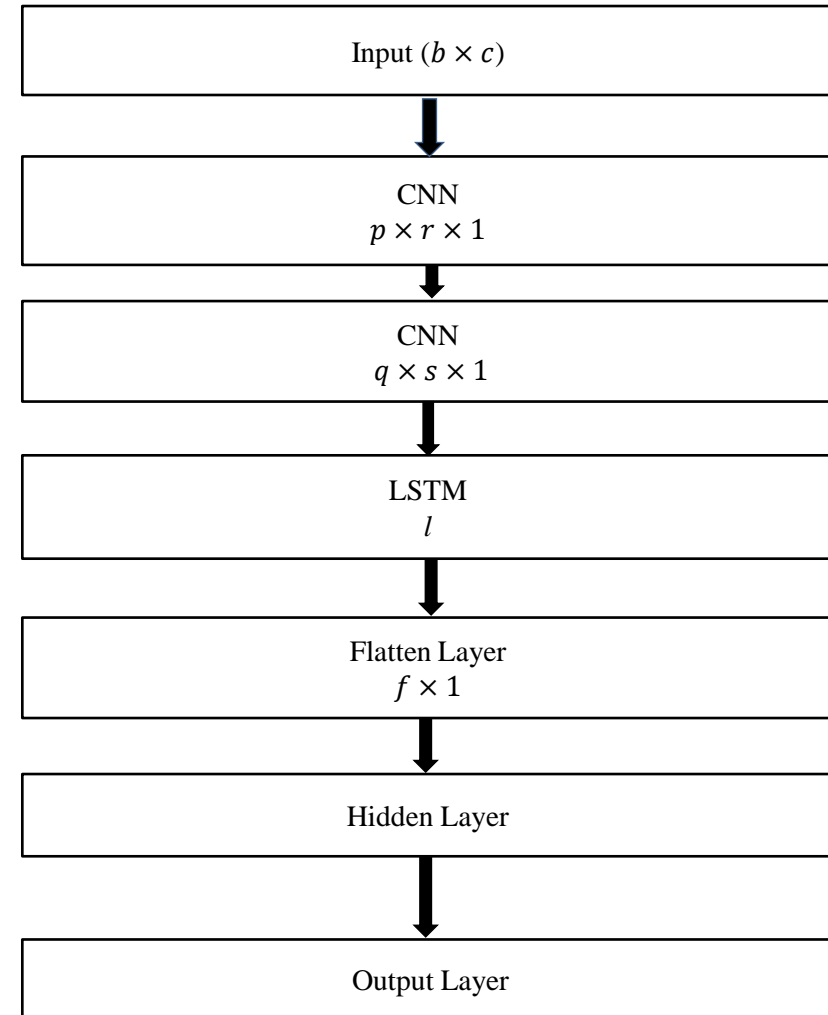 Input (𝑏 × 𝑐)
CNN
𝑝 × 𝑟 × 1
CNN
𝑞 × 𝑠 × 1
LSTM
𝑙
Flatten Layer
𝑓 × 1
Hidden Layer
Output Layer